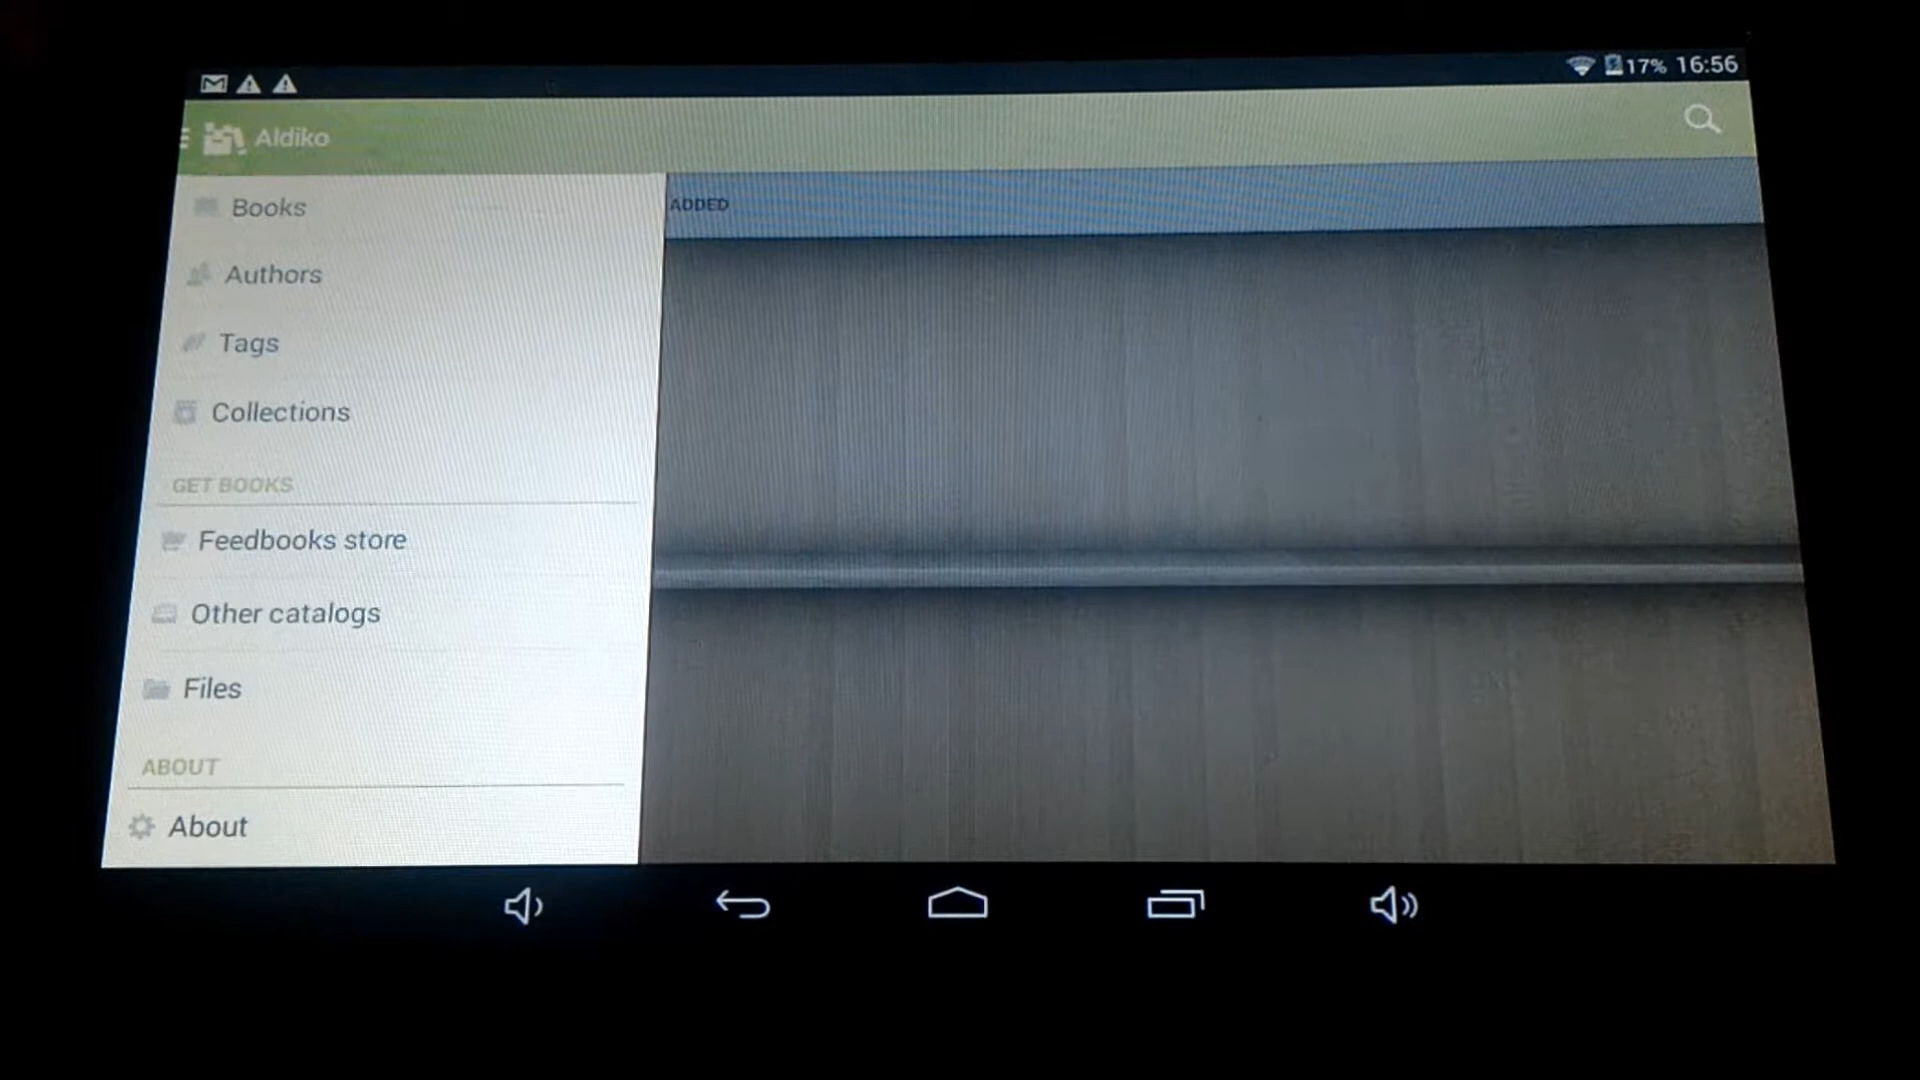 17% 16:56
Aldiko
Books
ADDED
Authors
Tags
Collections
GET BOOKS
Feedbooks store
Other catalogs
Files
ABOUT
About